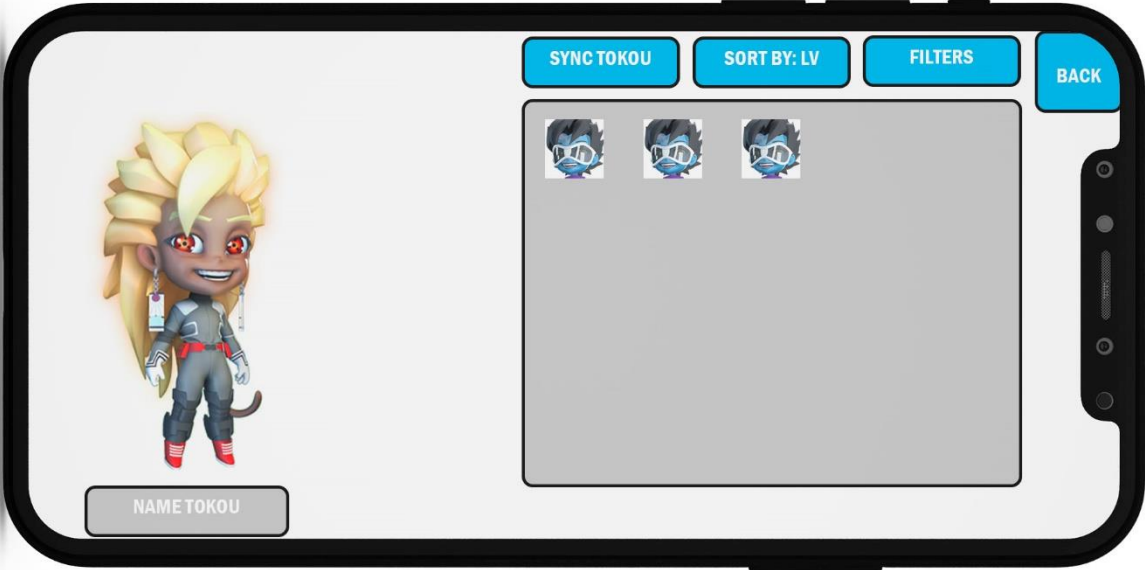 SYNC TOKOU
SORT BY: LV
FILTERS
BACK
NAME TOKOU